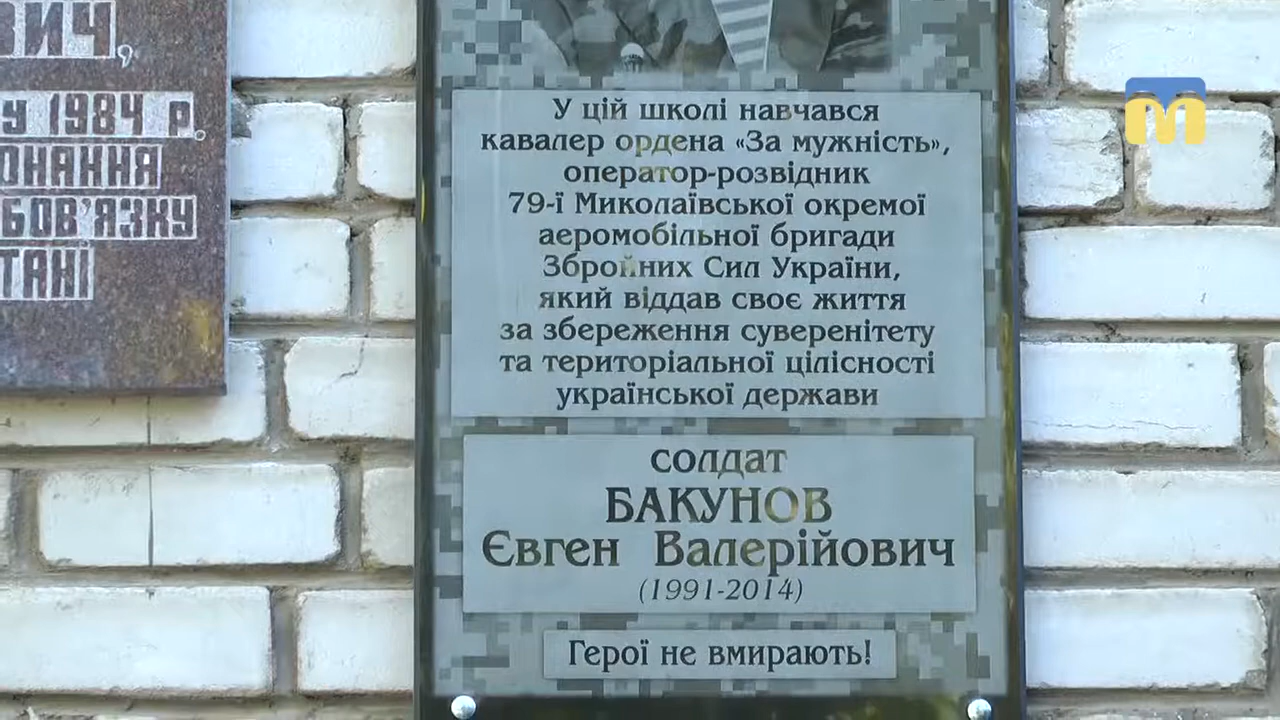 вич,
у 1984 р.
онання
бов'язку
тані
У цій школі навчався
кавалер ордена «За мужність»,
оператор-розвідник
79-ї Миколаївської окремої
аеромобільної бригади
Збройних Сил України,
який віддав своє життя
за збереження суверенітету
та територіальної цілісності
української держави
солдат
БАКУНОВ
Євген Валерійович
(1991-2014)
Герої не вмирають!